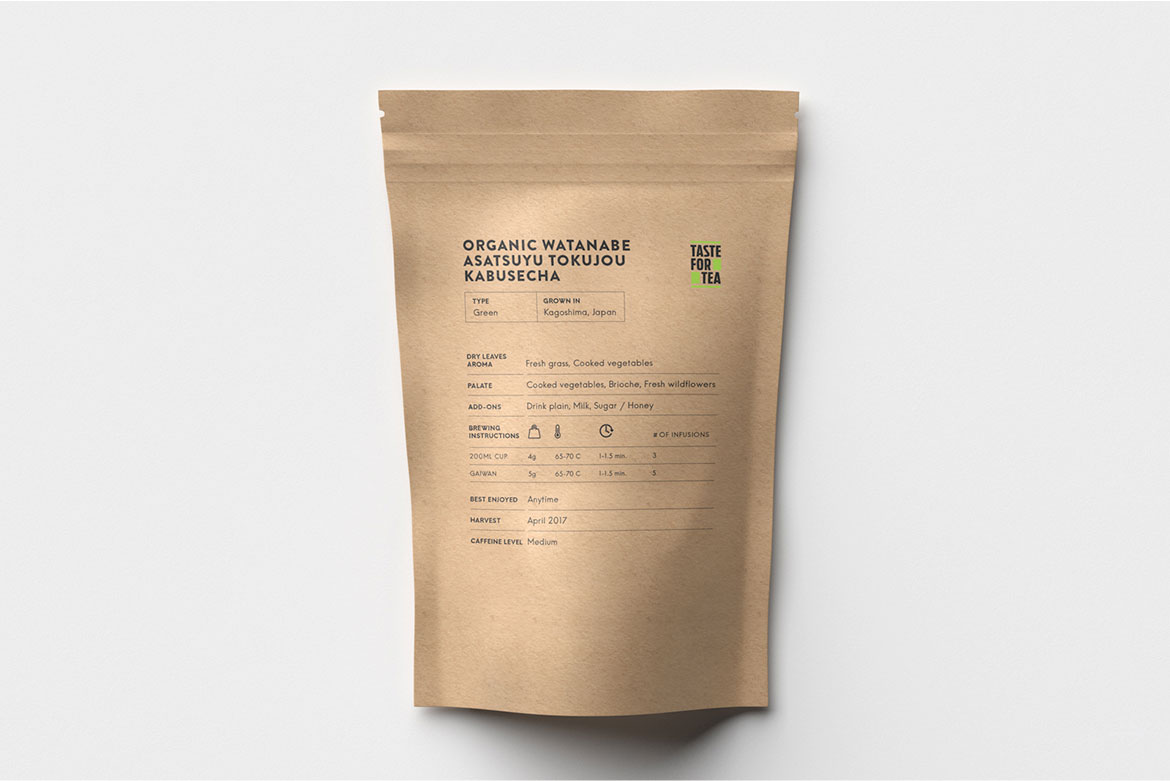 ORGANIC WATANABE
ASATSUYU TOKUJOU
KABUSECHA
TASTE
FOR
TEA
TYPE
Green
GROWN IN
Kagoshima, Japan
DRY LEAVES
AROMA
Fresh grass, Cooked vegetables
PALATE
Cooked vegetables, Brioche, Fresh wildflowers
ADD-ONS
Drink plain, Milk, Sugar / Honey
BREWING
INSTRUCTIONS
# OF INFUSIONS
200ML CUP 4g 65-70 C 1-1.5 min. 3
GAIWAN 5g 65-70 C 1-1.5 min. 5
BEST ENJOYED Anytime
HARVEST April 2017
CAFFEINE LEVEL Medium